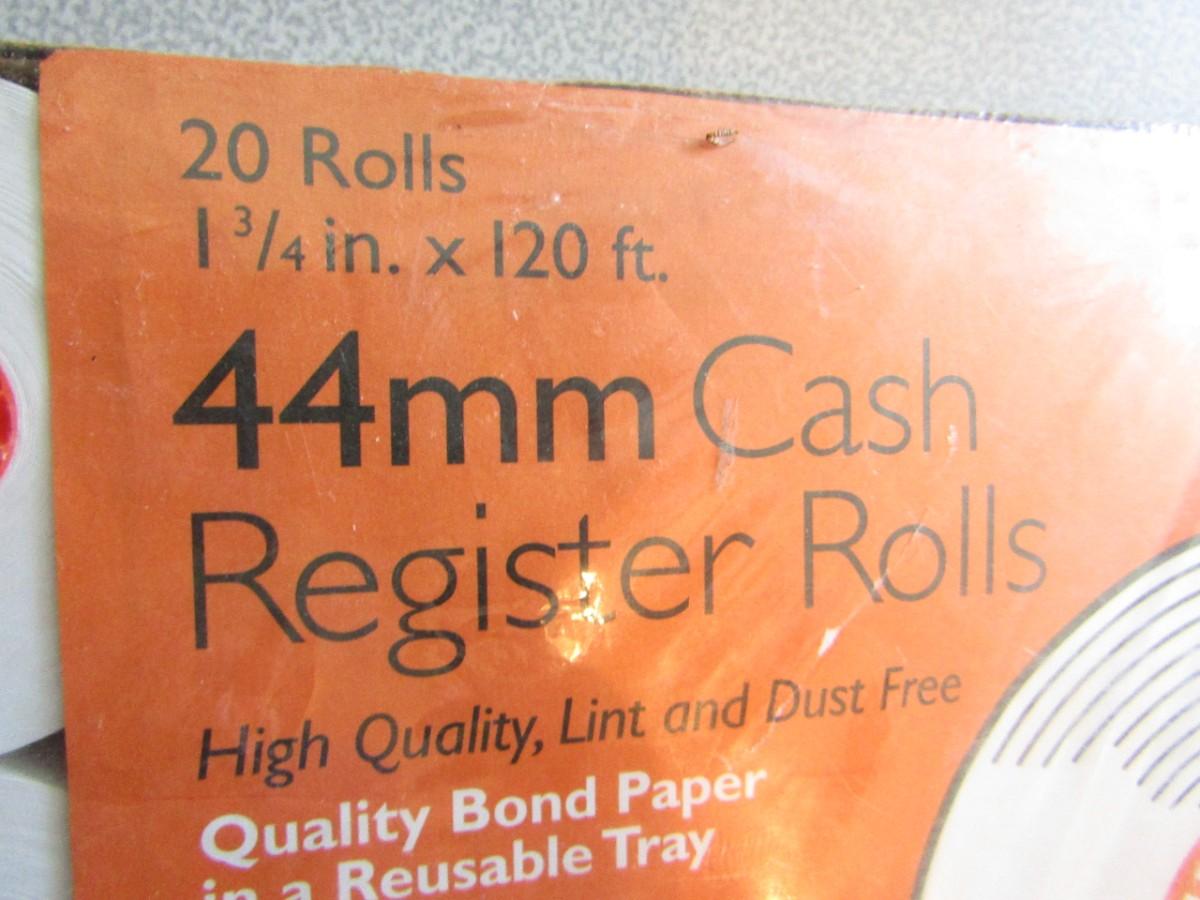 20 Rolls
1 3/4 in. x 120 ft.
44mm Cash
Register Rolls
High Quality, Lint and Dust Free
Quality Bond Paper
in a Reusable Tray